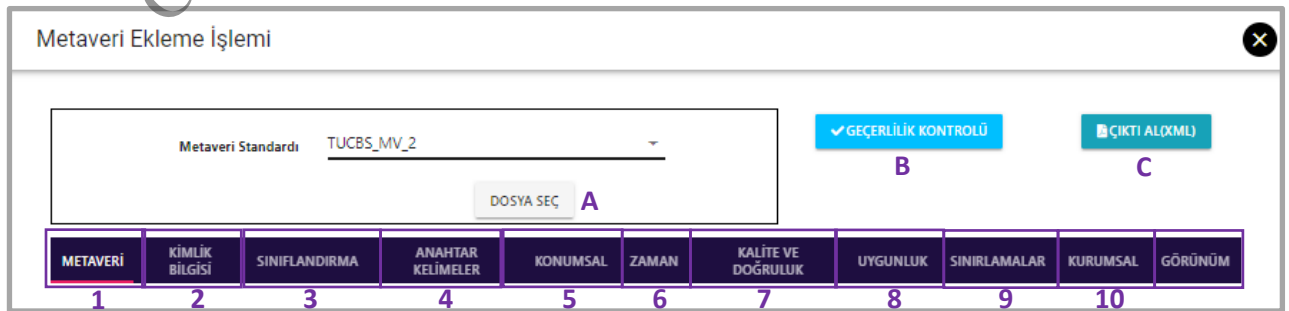 Metaveri Ekleme İşlemi
Metaveri Standardı TUCBS_MV_2
GEÇERLİLİK KONTROLÜ
ÇIKTI AL(XML)
B
C
DOSYA SEÇ A
METAVERİ
KİMLİK
BİLGİSİ
SINIFLANDIRMA
ANAHTAR
KELİMELER
KONUMSAL
ZAMAN
KALİTE VE
DOĞRULUK
UYGUNLUK
SINIRLAMALAR
KURUMSAL
GÖRÜNÜM
1 2 3 4 5 6 7 8 9 10